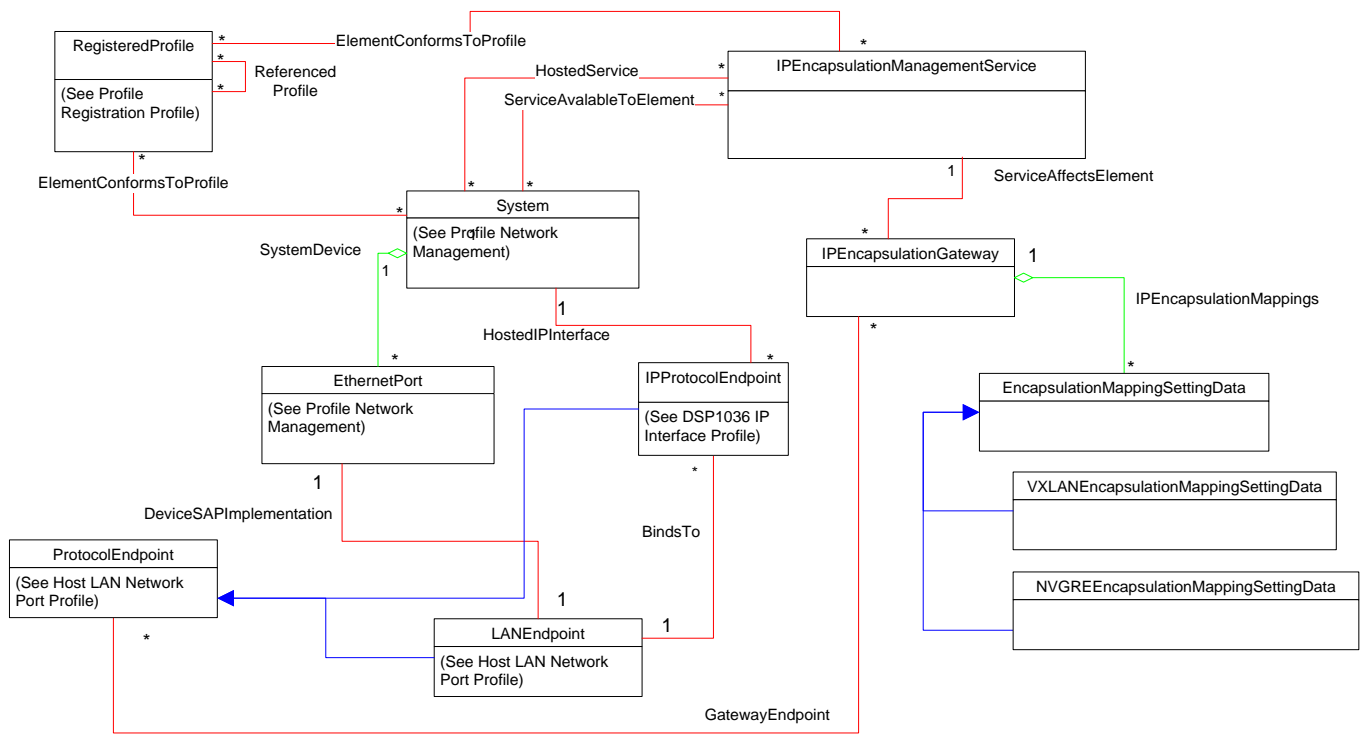 RegisteredProfile
(See Profile
Registration Profile)
*
*
*
*
Referenced
Profile
ElementConformsToProfile
*
IPEncapsulationManagementService
HostedService
*
*
ServiceAvalableToElement
*
*
ElementConformsToProfile
*
System
(See Profile Network
Management)
1
1
ServiceAffectsElement
*
IPEncapsulationGateway
1
*
SystemDevice
1
*
HostedIPInterface
1
*
IPEncapsulationMappings
*
EthernetPort
(See Profile Network
Management)
1
IPProtocolEndpoint
(See DSP1036 IP
Interface Profile)
*
EncapsulationMappingSettingData
VXLANEncapsulationMappingSettingData
NVGREEncapsulationMappingSettingData
DeviceSAPImplementation
BindsTo
ProtocolEndpoint
(See Host LAN Network
Port Profile)
*
1
1
LANEndpoint
(See Host LAN Network
Port Profile)
GatewayEndpoint